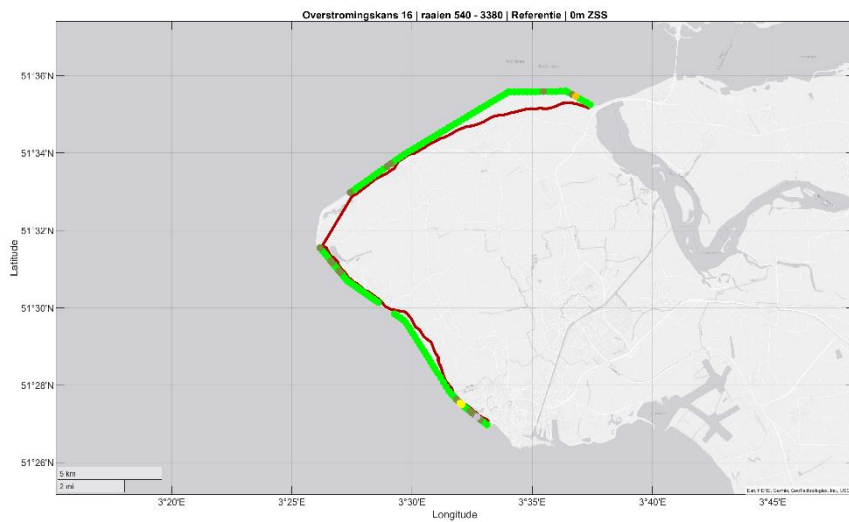 Overstromingskans 16 | raaien 540 - 3380 | Referentie | 0m ZSS
51°36'N
51°34'N
51°32'N
51°30'N
51°28'N
51°26'N
Latitude
5 km
2 mi
3°20'E
3°25'E
3°30'E
3°35'E
3°40'E
3°45'E
Longitude